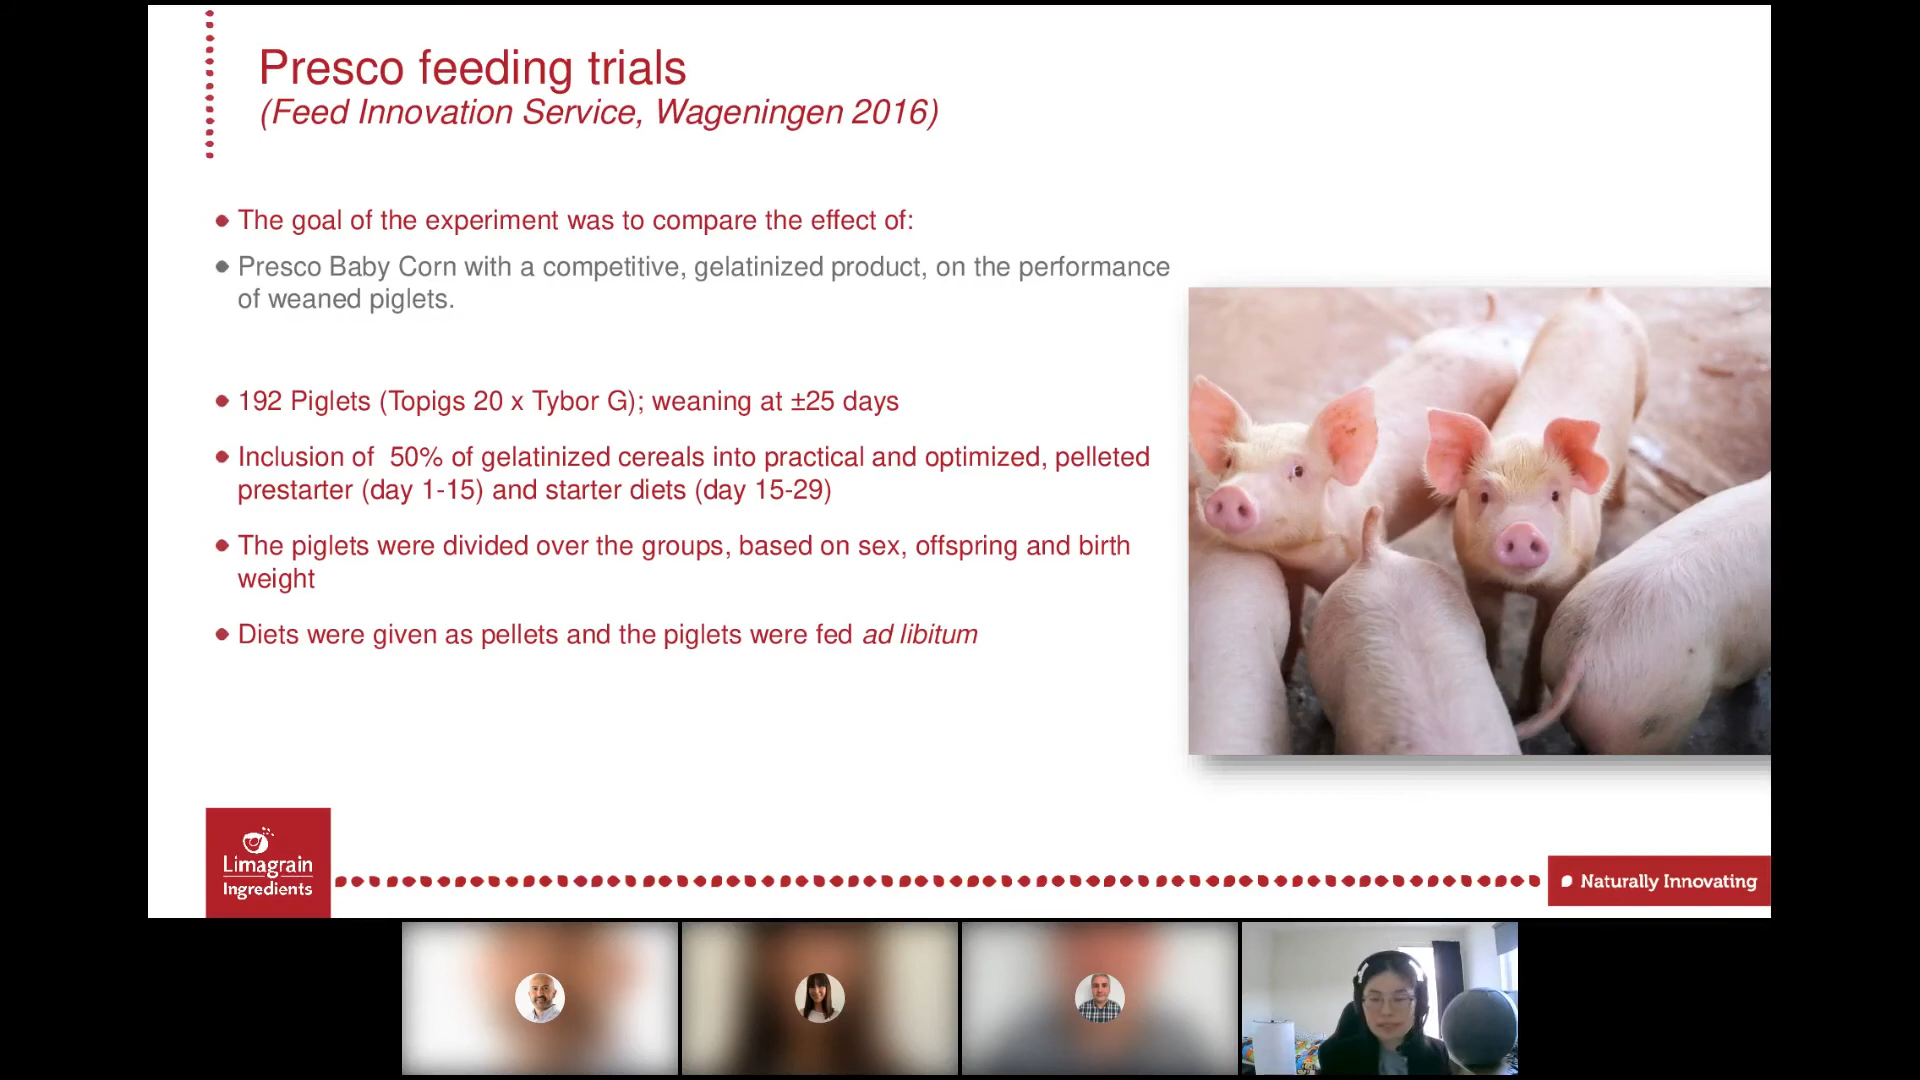 Presco feeding trials
(Feed Innovation Service, Wageningen 2016)
The goal of the experiment was to compare the effect of:
Presco Baby Corn with a competitive, gelatinized product, on the performance
of weaned piglets.
192 Piglets (Topigs 20 x Tybor G); weaning at ±25 days
Inclusion of 50% of gelatinized cereals into practical and optimized, pelleted
prestarter (day 1-15) and starter diets (day 15-29)
The piglets were divided over the groups, based on sex, offspring and birth
weight
Diets were given as pellets and the piglets were fed ad libitum
Limagrain
Ingredients
Naturally Innovating